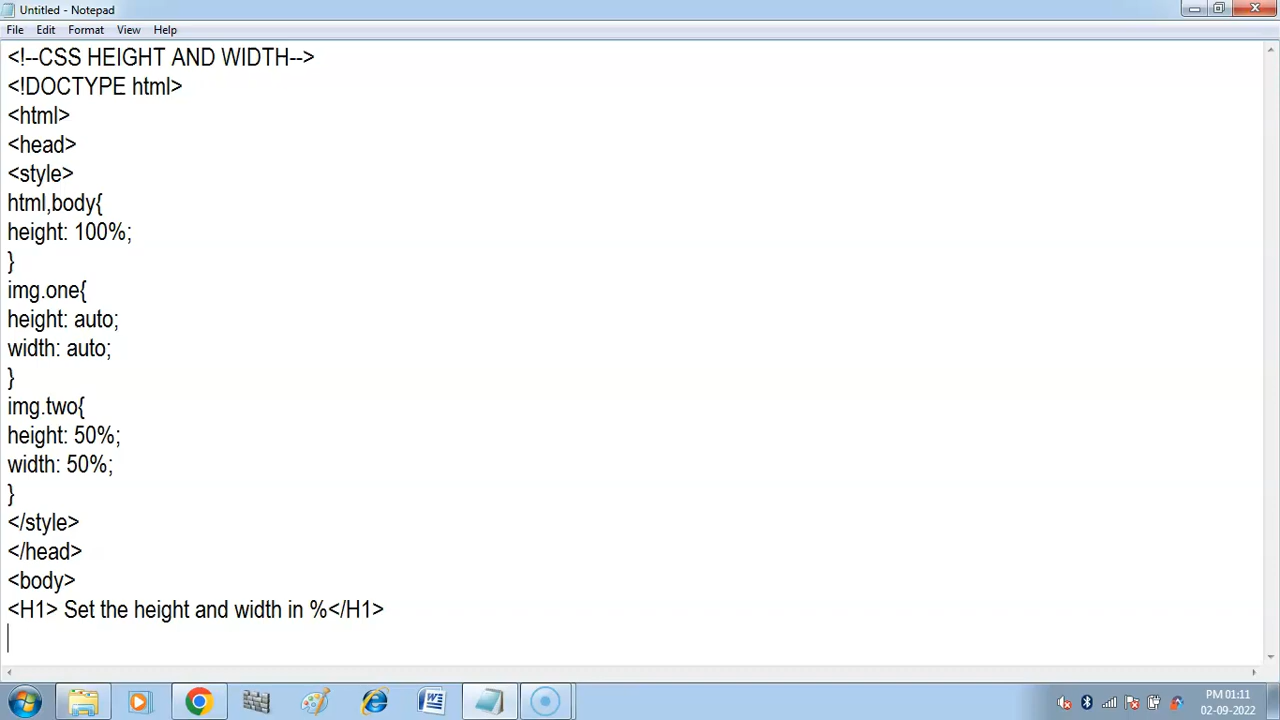 Untitled - Notepad
File Edit Format View Help
<!--CSS HEIGHT AND WIDTH-->
<!DOCTYPE html>
<html>
<head>
<style>
html,body{
height: 100%;
}
img.one{
height: auto;
width: auto;
}
img.two{
height: 50%;
width: 50%;
}
</style>
</head>
<body>
<H1> Set the height and width in %</H1>
PM 01:11
02-09-2022